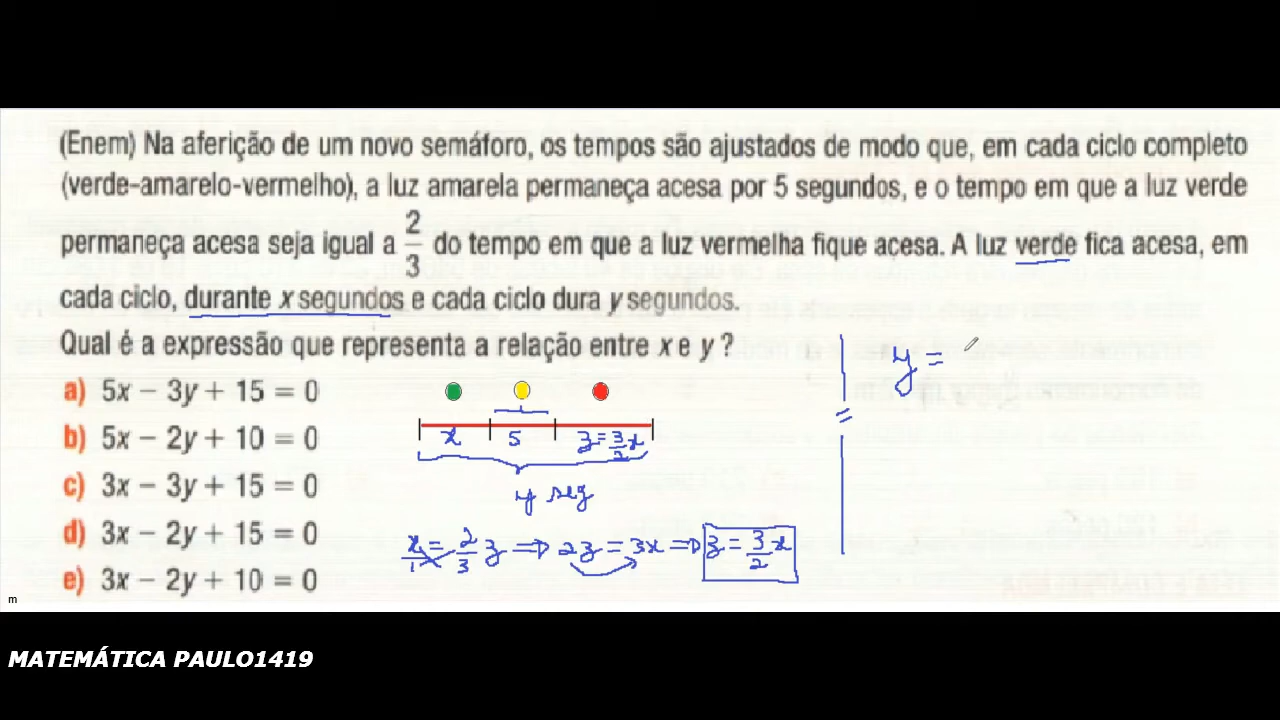 (Enem) Na aferição de um novo semáforo, os tempos são ajustados de modo que, em cada ciclo completo
(verde-amarelo-vermelho), a luz amarela permaneça acesa por 5 segundos, e o tempo em que a luz verde
permaneça acesa seja igual a 2/3 do tempo em que a luz vermelha fique acesa. A luz verde fica acesa, em
cada ciclo, durante x segundos e cada ciclo dura y segundos.
Qual é a expressão que representa a relação entre x e y ?
a) 5x – 3y + 15 = 0
b) 5x – 2y + 10 = 0
c) 3x – 3y + 15 = 0
d) 3x – 2y + 15 = 0
e) 3x – 2y + 10 = 0
x 5 z = 3/2 x
y seg
x/1 = 2/3 z ⇒ 2z = 3x ⇒ z = 3/2 x
y =
m
MATEMÁTICA PAULO1419